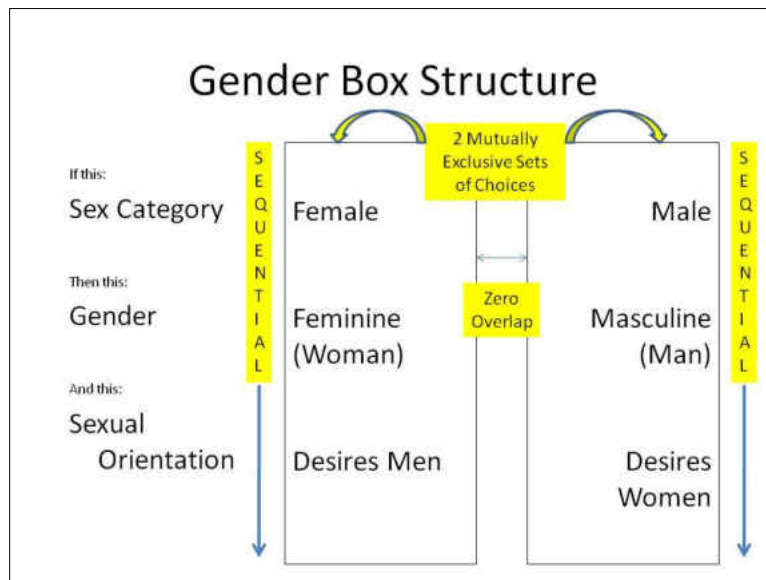 Gender Box Structure
2 Mutually
Exclusive Sets
of Choices
SEQUENTIAL
SEQUENTIAL
If this:
Sex Category
Female
Male
Then this:
Gender
Feminine
(Woman)
Zero
Overlap
Masculine
(Man)
And this:
Sexual
Orientation
Desires Men
Desires
Women